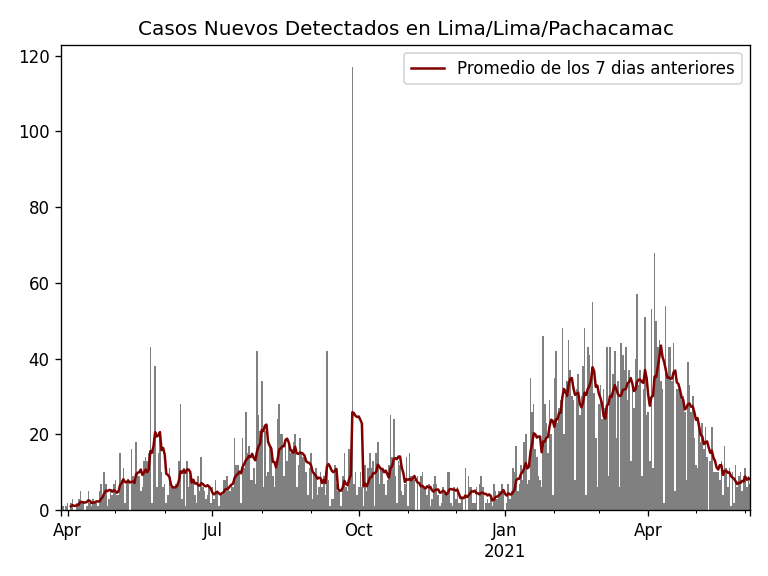 Casos Nuevos Detectados en Lima/Lima/Pachacamac
Promedio de los 7 dias anteriores
120
100
80
60
40
20
0
Apr Jul Oct Jan Apr
2021